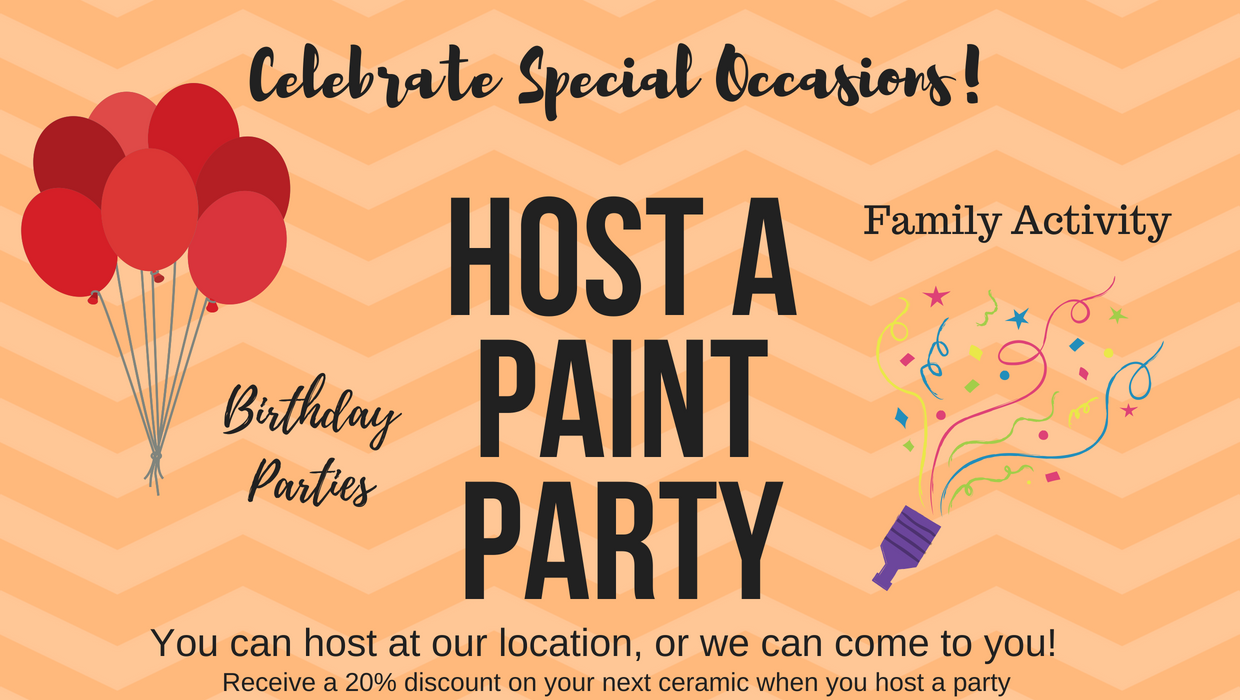 Celebrate Special Occasions!
HOST A
PAINT
PARTY
Family Activity
Birthday
Parties
You can host at our location, or we can come to you!
Receive a 20% discount on your next ceramic when you host a party